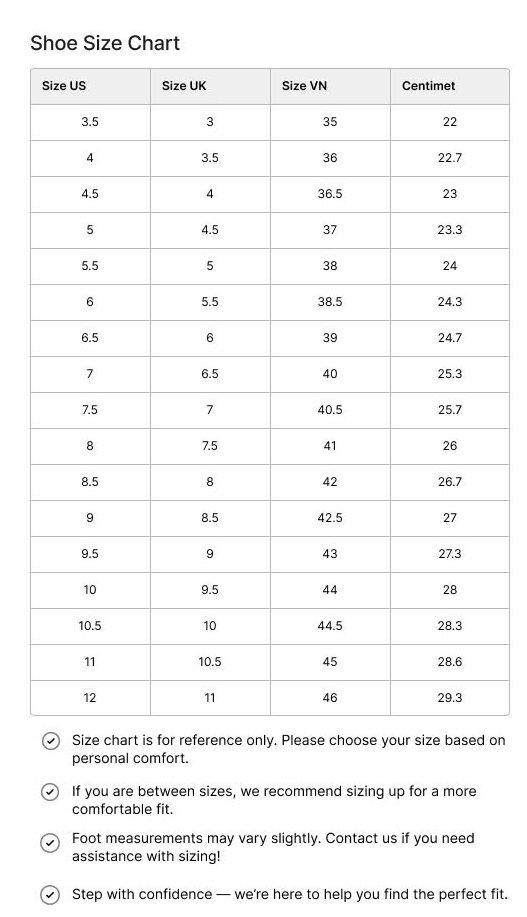 Shoe Size Chart
Size US Size UK Size VN Centimet
3.5 3 35 22
4 3.5 36 22.7
4.5 4 36.5 23
5 4.5 37 23.3
5.5 5 38 24
6 5.5 38.5 24.3
6.5 6 39 24.7
7 6.5 40 25.3
7.5 7 40.5 25.7
8 7.5 41 26
8.5 8 42 26.7
9 8.5 42.5 27
9.5 9 43 27.3
10 9.5 44 28
10.5 10 44.5 28.3
11 10.5 45 28.6
12 11 46 29.3
Size chart is for reference only. Please choose your size based on
personal comfort.
If you are between sizes, we recommend sizing up for a more
comfortable fit.
Foot measurements may vary slightly. Contact us if you need
assistance with sizing!
Step with confidence — we’re here to help you find the perfect fit.